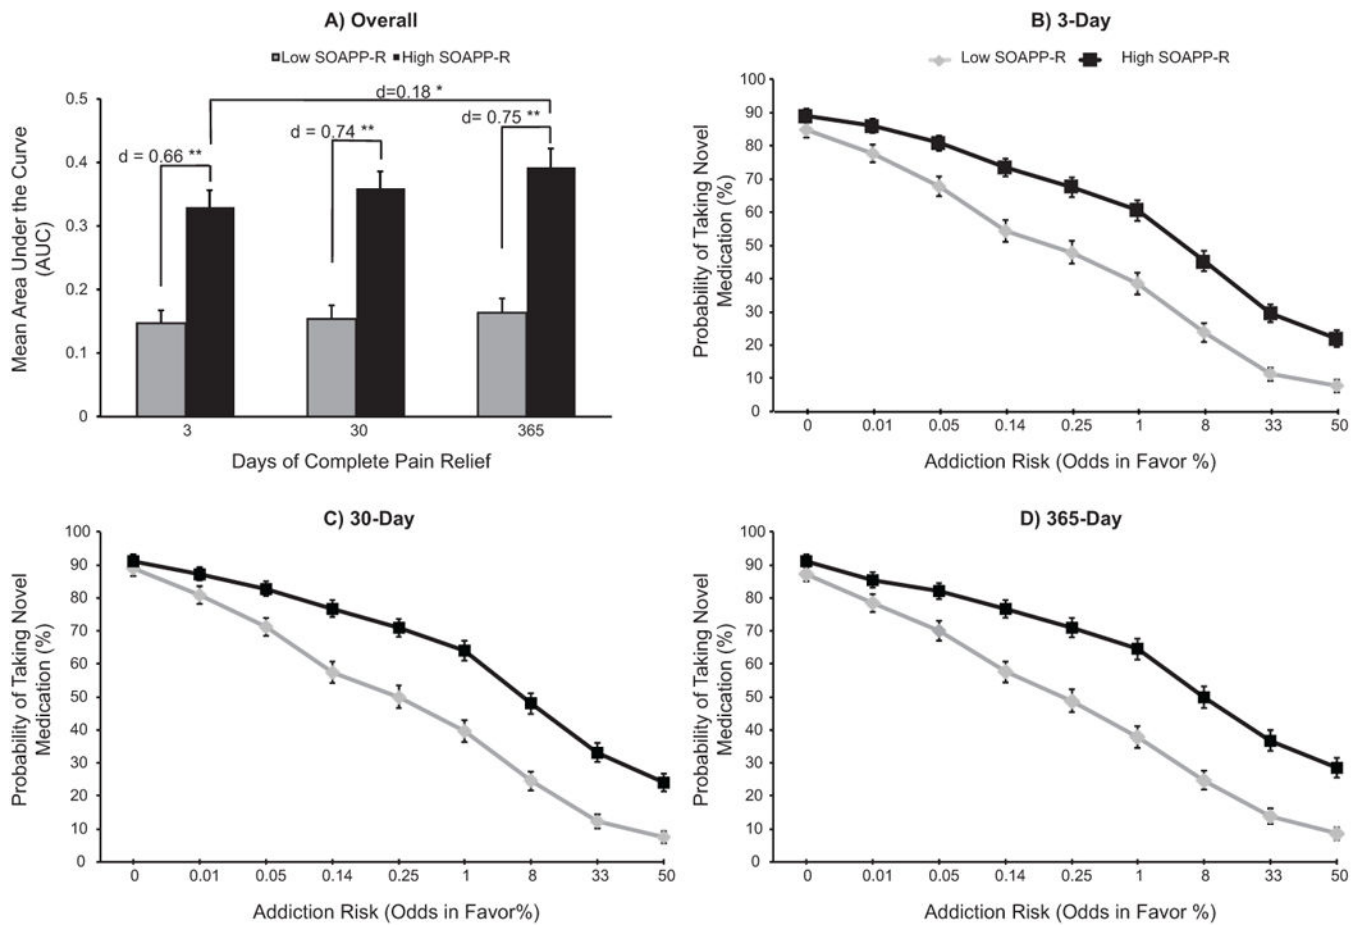 A) Overall
Low SOAPP-R High SOAPP-R
d=0.18 *
d = 0.66 **
d = 0.74 **
d= 0.75 **
Mean Area Under the Curve
(AUC)
0.5
0.4
0.3
0.2
0.1
0
3 30 365
Days of Complete Pain Relief
B) 3-Day
Low SOAPP-R High SOAPP-R
Probability of Taking Novel
Medication (%)
100
90
80
70
60
50
40
30
20
10
0
0 0.01 0.05 0.14 0.25 1 8 33 50
Addiction Risk (Odds in Favor %)
C) 30-Day
Probability of Taking Novel
Medication (%)
100
90
80
70
60
50
40
30
20
10
0
0 0.01 0.05 0.14 0.25 1 8 33 50
Addiction Risk (Odds in Favor%)
D) 365-Day
Probability of Taking Novel
Medication (%)
100
90
80
70
60
50
40
30
20
10
0
0 0.01 0.05 0.14 0.25 1 8 33 50
Addiction Risk (Odds in Favor %)